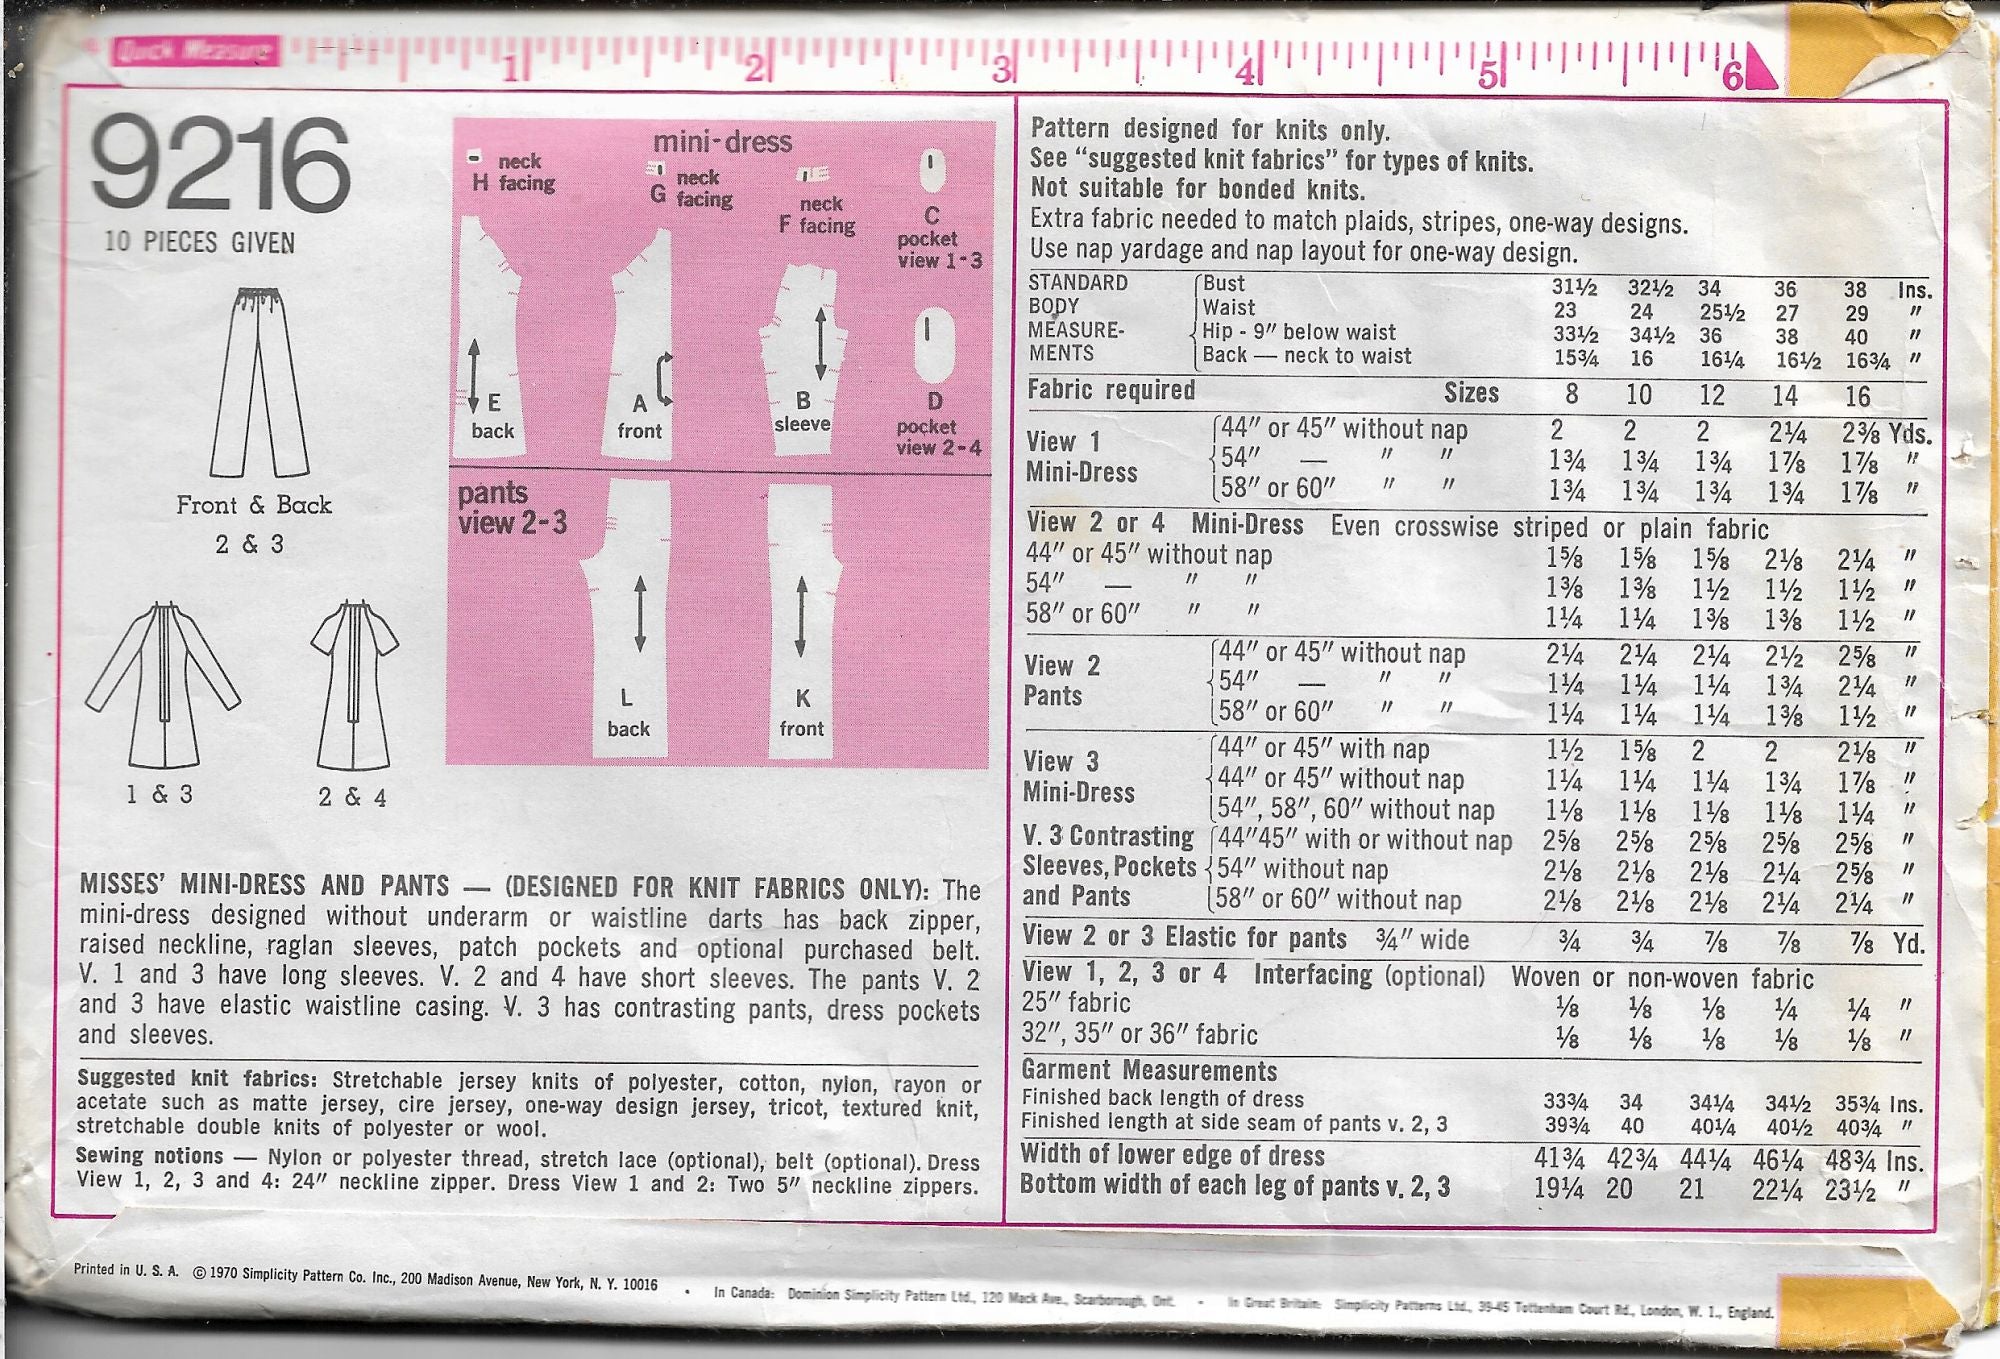 Quick Measure 1 2 3 4 5 6
9216
10 PIECES GIVEN
Front & Back
2 & 3
1 & 3
2 & 4
mini-dress
H neck facing
G neck facing
F neck facing
C
pocket
view 1-3
E
back
A
front
B
sleeve
D
pocket
view 2-4
pants
view 2-3
L
back
K
front
MISSES' MINI-DRESS AND PANTS — (DESIGNED FOR KNIT FABRICS ONLY): The
mini-dress designed without underarm or waistline darts has back zipper,
raised neckline, raglan sleeves, patch pockets and optional purchased belt.
V. 1 and 3 have long sleeves. V. 2 and 4 have short sleeves. The pants V. 2
and 3 have elastic waistline casing. V. 3 has contrasting pants, dress pockets
and sleeves.
Suggested knit fabrics: Stretchable jersey knits of polyester, cotton, nylon, rayon or
acetate such as matte jersey, cire jersey, one-way design jersey, tricot, textured knit,
stretchable double knits of polyester or wool.
Sewing notions — Nylon or polyester thread, stretch lace (optional), belt (optional). Dress
View 1, 2, 3 and 4: 24″ neckline zipper. Dress View 1 and 2: Two 5″ neckline zippers.
Pattern designed for knits only.
See “suggested knit fabrics” for types of knits.
Not suitable for bonded knits.
Extra fabric needed to match plaids, stripes, one-way designs.
Use nap yardage and nap layout for one-way design.
STANDARD Bust 31½ 32½ 34 36 38 Ins.
BODY Waist 23 24 25½ 27 29 ″
MEASURE- Hip - 9″ below waist 33½ 34½ 36 38 40 ″
MENTS Back — neck to waist 15¾ 16 16¼ 16½ 16¾ ″
Fabric required Sizes 8 10 12 14 16
View 1 44″ or 45″ without nap 2 2 2 2¼ 2⅜ Yds.
Mini-Dress 54″ — ″ ″ 1¾ 1¾ 1¾ 1⅞ 1⅞ ″
58″ or 60″ ″ ″ 1¾ 1¾ 1¾ 1¾ 1⅞ ″
View 2 or 4 Mini-Dress Even crosswise striped or plain fabric
44″ or 45″ without nap 1⅝ 1⅝ 1⅝ 2⅛ 2¼ ″
54″ — ″ ″ 1⅜ 1⅜ 1½ 1½ 1½ ″
58″ or 60″ ″ ″ 1¼ 1¼ 1⅜ 1⅜ 1½ ″
View 2 44″ or 45″ without nap 2¼ 2¼ 2¼ 2½ 2⅝ ″
Pants 54″ — ″ ″ 1¼ 1¼ 1¼ 1¾ 2¼ ″
58″ or 60″ ″ ″ 1¼ 1¼ 1¼ 1⅜ 1½ ″
View 3 44″ or 45″ with nap 1½ 1⅝ 2 2 2⅛ ″
Mini-Dress 44″ or 45″ without nap 1¼ 1¼ 1¼ 1¾ 1⅞ ″
54″, 58″, 60″ without nap 1⅛ 1⅛ 1⅛ 1⅛ 1¼ ″
V. 3 Contrasting 44″45″ with or without nap 2⅝ 2⅝ 2⅝ 2⅝ 2⅝ ″
Sleeves, Pockets 54″ without nap 2⅛ 2⅛ 2⅛ 2¼ 2⅝ ″
and Pants 58″ or 60″ without nap 2⅛ 2⅛ 2⅛ 2¼ 2¼ ″
View 2 or 3 Elastic for pants ¾″ wide ¾ ¾ ⅞ ⅞ ⅞ Yd.
View 1, 2, 3 or 4 Interfacing (optional) Woven or non-woven fabric
25″ fabric ⅛ ⅛ ⅛ ¼ ¼ ″
32″, 35″ or 36″ fabric ⅛ ⅛ ⅛ ⅛ ⅛ ″
Garment Measurements
Finished back length of dress 33¾ 34 34¼ 34½ 35¾ Ins.
Finished length at side seam of pants v. 2, 3 39¾ 40 40¼ 40½ 40¾ ″
Width of lower edge of dress 41¾ 42¾ 44¼ 46¼ 48¾ Ins.
Bottom width of each leg of pants v. 2, 3 19¼ 20 21 22¼ 23½ ″
Printed in U. S. A. © 1970 Simplicity Pattern Co. Inc., 200 Madison Avenue, New York, N. Y. 10016 • In Canada: Dominion Simplicity Pattern Ltd., 120 Mack Ave., Scarborough, Ont. • In Great Britain: Simplicity Patterns Ltd., 39-45 Tottenham Court Rd., London, W. 1., England.